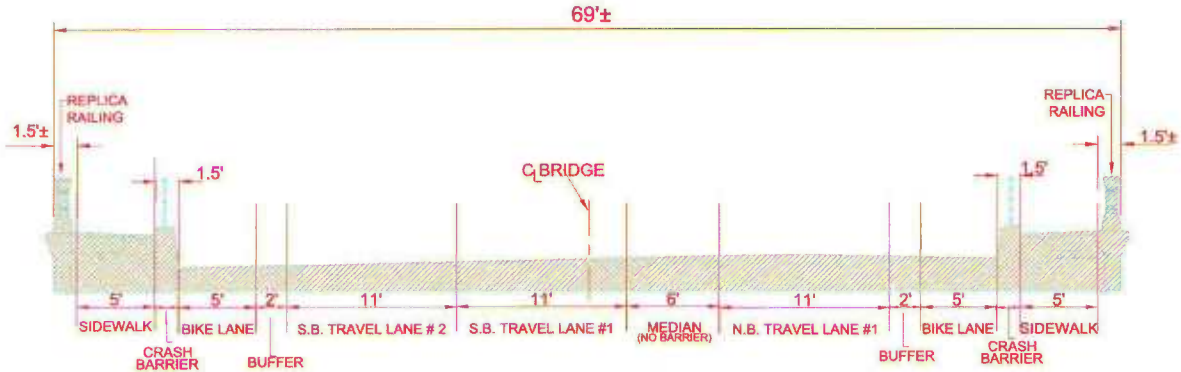 69'±
REPLICA
RAILING
REPLICA
RAILING
1.5'±
1.5'±
1.5'
C L BRIDGE
1.5'
5' 5' 2' 11' 11' 6' 11' 2' 5' 5'
SIDEWALK BIKE LANE S.B. TRAVEL LANE # 2 S.B. TRAVEL LANE #1 MEDIAN N.B. TRAVEL LANE #1 BIKE LANE SIDEWALK
(NO BARRIER)
CRASH
BARRIER
BUFFER
BUFFER
CRASH
BARRIER